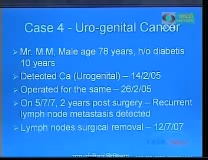 Case 4 - Uro-genital Cancer
Mr. M.M, Male age 78 years, h/o diabetis
10 years
Detected Ca (Urogenital) – 14/2/05
Operated for the same – 26/2/05
On 5/7/7, 2 years post surgery – Recurrent
lymph node metastasis detected
Lymph nodes surgical removal – 12/7/07